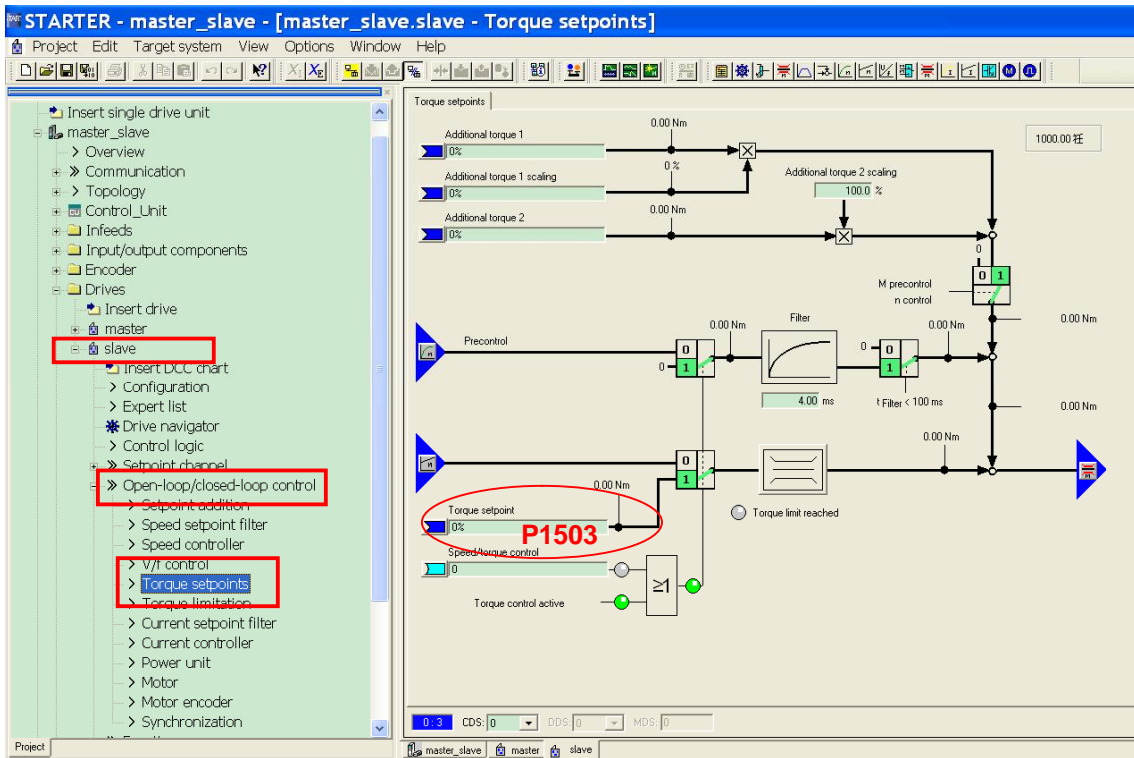 STARTER - master_slave - [master_slave.slave - Torque setpoints]
Project Edit Target system View Options Window Help
Insert single drive unit
master_slave
Overview
Communication
Topology
Control_Unit
Infeeds
Input/output components
Encoder
Drives
Insert drive
master
slave
Insert DCC chart
Configuration
Expert list
Drive navigator
Control logic
Setpoint channel
Open-loop/closed-loop control
Setpoint addition
Speed setpoint filter
Speed controller
V/f control
Torque setpoints
Torque limitation
Current setpoint filter
Current controller
Power unit
Motor
Motor encoder
Synchronization
Project
Torque setpoints
Additional torque 1
0%
0.00 Nm
1000.00 衽
Additional torque 1 scaling
0%
0 %
Additional torque 2 scaling
100.0 %
Additional torque 2
0%
0.00 Nm
0
0 1
M precontrol
n control
0.00 Nm
Precontrol
0
0
1
0.00 Nm
Filter
4.00 ms
0
0
1
0.00 Nm
t Filter < 100 ms
0.00 Nm
0
1
0.00 Nm
Torque limit reached
0.00 Nm
Torque setpoint
0%
P1503
Speed/torque control
0
≥1
Torque control active
0:3 CDS: 0 DDS: 0 MDS: 0
master_slave master slave